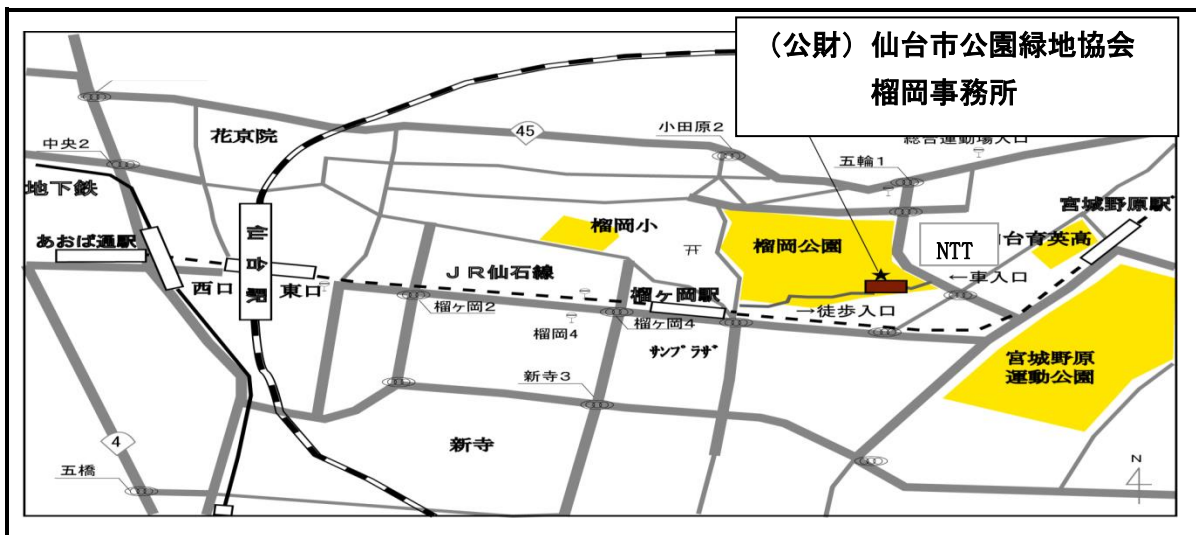 （公財）仙台市公園緑地協会
榴岡事務所
花京院
45
小田原2
総合運動場入口
中央2
五輪1
地下鉄
宮城野原駅
榴岡小
榴岡公園
NTT
台育英高
あおば通駅
仙台駅
JR仙石線
←車入口
西口
東口
榴ヶ岡駅
→徒歩入口
榴ヶ岡2
榴岡4
榴ヶ岡4
サンプラザ
宮城野原
運動公園
新寺3
新寺
4
五橋
N